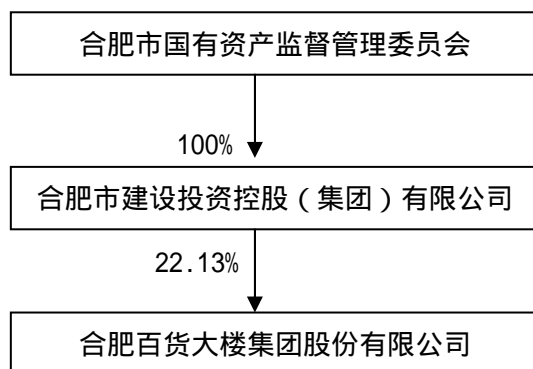 合肥市国有资产监督管理委员会
100%
合肥市建设投资控股（集团）有限公司
22.13%
合肥百货大楼集团股份有限公司